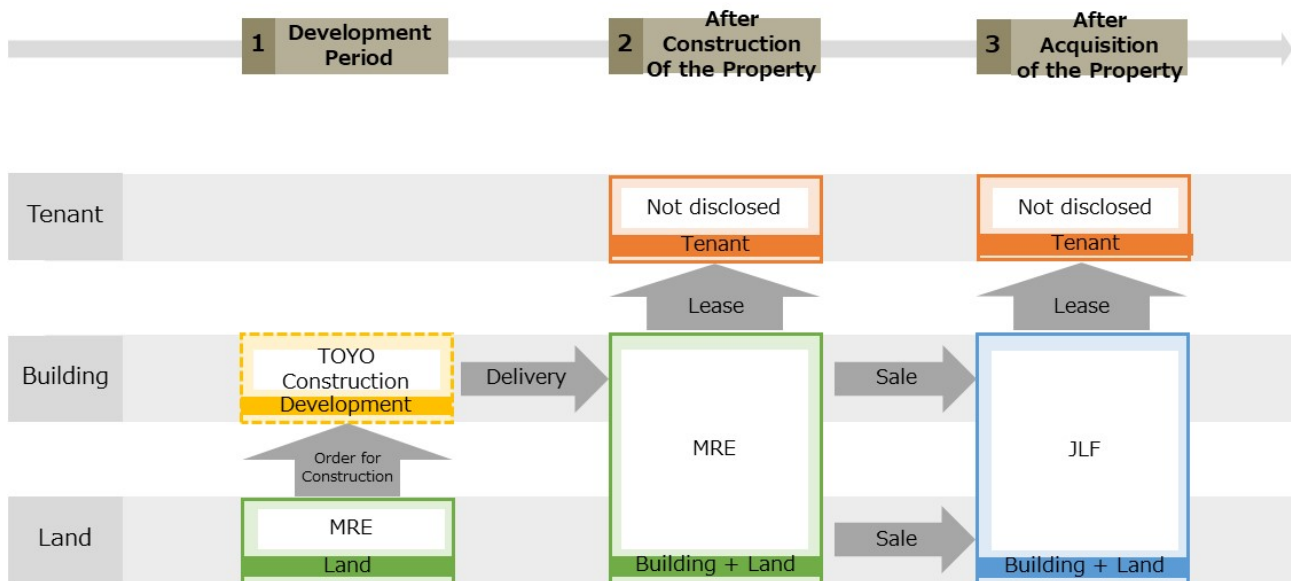 1
Development
Period
2
After
Construction
Of the Property
3
After
Acquisition
of the Property
Tenant
Not disclosed
Tenant
Not disclosed
Tenant
Lease
Lease
Building
TOYO
Construction
Development
Delivery
MRE
Building + Land
Sale
JLF
Building + Land
Order for
Construction
Land
MRE
Land
Sale